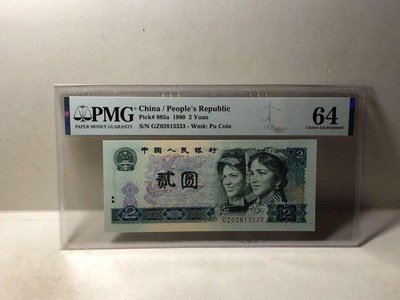 PMG
PAPER MONEY GUARANTY
China / People's Republic
Pick# 885a 1980 2 Yuan
S/N GZ02813333 - Wmk: Pu Coin
64
Choice Uncirculated
中国人民银行
贰圆
2
2
GZ02813333